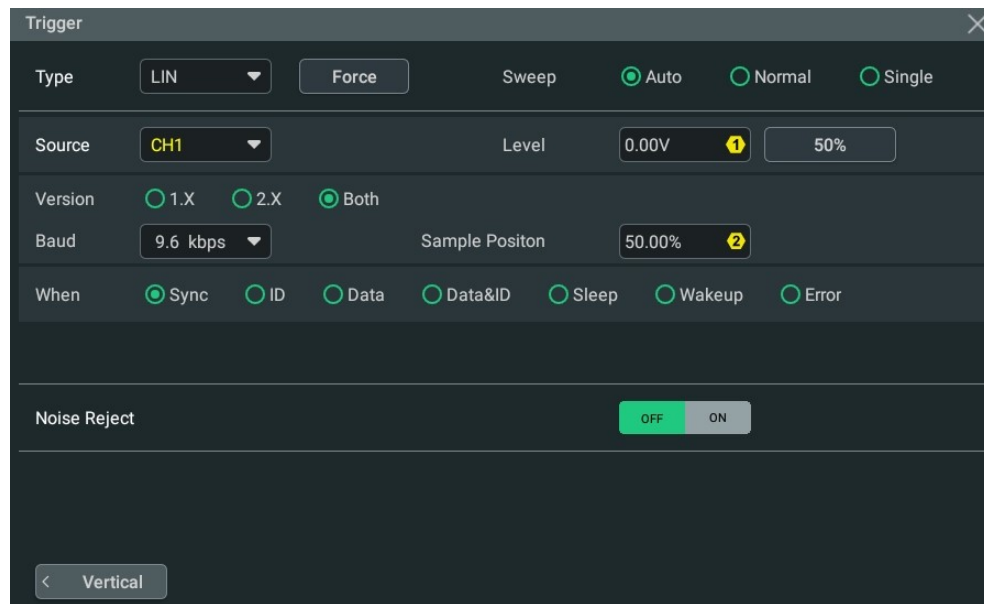 Trigger
Type LIN Force Sweep Auto Normal Single
Source CH1 Level 0.00V 1 50%
Version 1.X 2.X Both
Baud 9.6 kbps Sample Positon 50.00% 2
When Sync ID Data Data&ID Sleep Wakeup Error
Noise Reject OFF ON
< Vertical